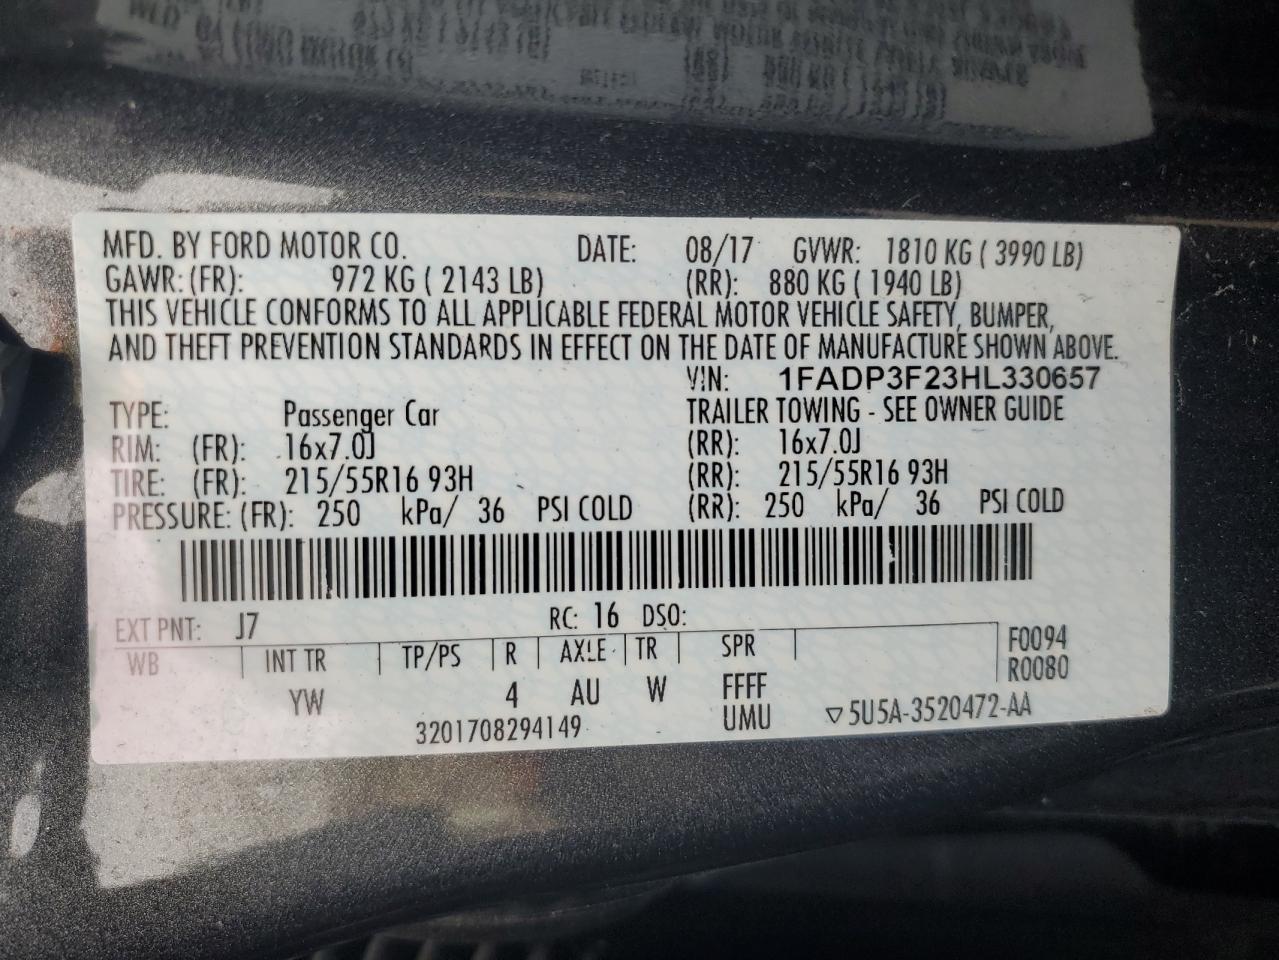 MFD. BY FORD MOTOR CO. DATE: 08/17 GVWR: 1810 KG ( 3990 LB)
GAWR: (FR): 972 KG ( 2143 LB) (RR): 880 KG ( 1940 LB)
THIS VEHICLE CONFORMS TO ALL APPLICABLE FEDERAL MOTOR VEHICLE SAFETY, BUMPER,
AND THEFT PREVENTION STANDARDS IN EFFECT ON THE DATE OF MANUFACTURE SHOWN ABOVE.
VIN: 1FADP3F23HL330657
TYPE: Passenger Car TRAILER TOWING - SEE OWNER GUIDE
RIM: (FR): 16x7.0J (RR): 16x7.0J
TIRE: (FR): 215/55R16 93H (RR): 215/55R16 93H
PRESSURE: (FR): 250 kPa/ 36 PSI COLD (RR): 250 kPa/ 36 PSI COLD
EXT PNT: J7 RC: 16 DSO:
WB INT TR TP/PS R AXLE TR SPR F0094
R0080
YW 4 AU W FFFF
3201708294149 UMU ▽5U5A-3520472-AA